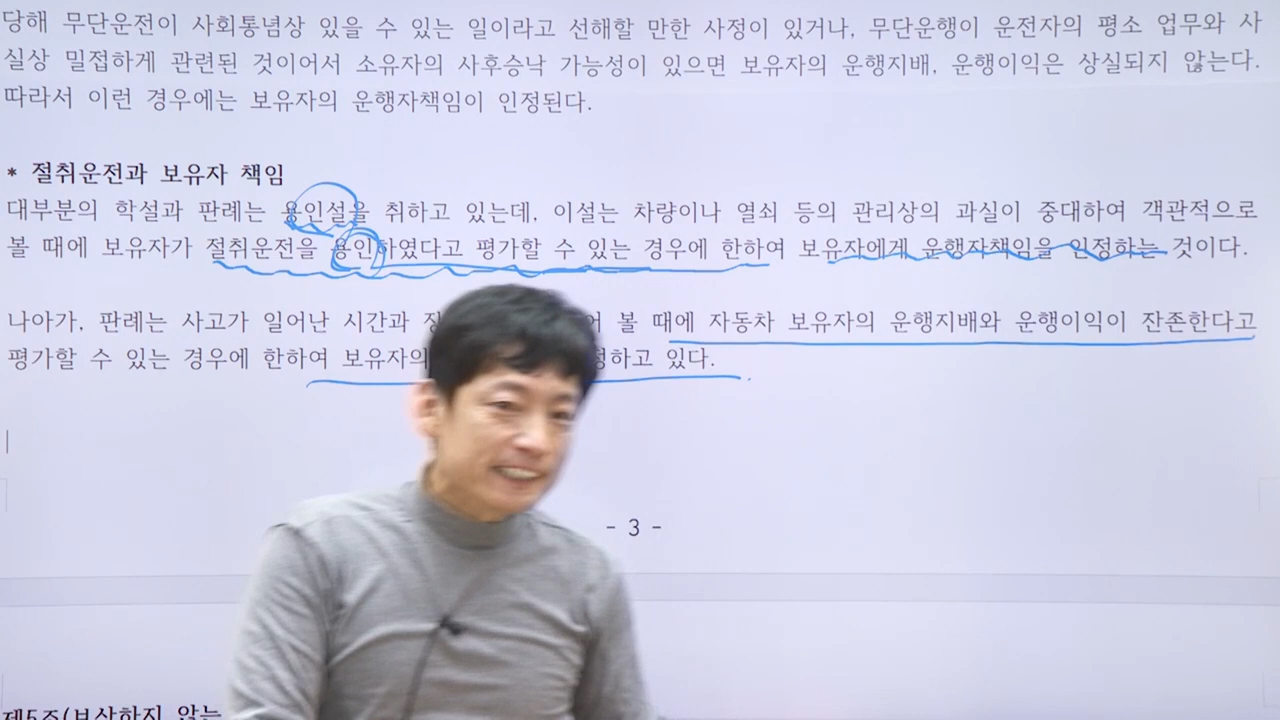 당해 무단운전이 사회통념상 있을 수 있는 일이라고 선해할 만한 사정이 있거나, 무단운행이 운전자의 평소 업무와 사
실상 밀접하게 관련된 것이어서 소유자의 사후승낙 가능성이 있으면 보유자의 운행지배, 운행이익은 상실되지 않는다.
따라서 이런 경우에는 보유자의 운행자책임이 인정된다.
* 절취운전과 보유자 책임
대부분의 학설과 판례는 용인설을 취하고 있는데, 이설는 차량이나 열쇠 등의 관리상의 과실이 중대하여 객관적으로
볼 때에 보유자가 절취운전을 용인하였다고 평가할 수 있는 경우에 한하여 보유자에게 운행자책임을 인정하는 것이다.
나아가, 판례는 사고가 일어난 시간과 볼 때에 자동차 보유자의 운행지배와 운행이익이 잔존한다고
평가할 수 있는 경우에 한하여 보유자의 하고 있다.
- 3 -
제5조(보상하지 않는